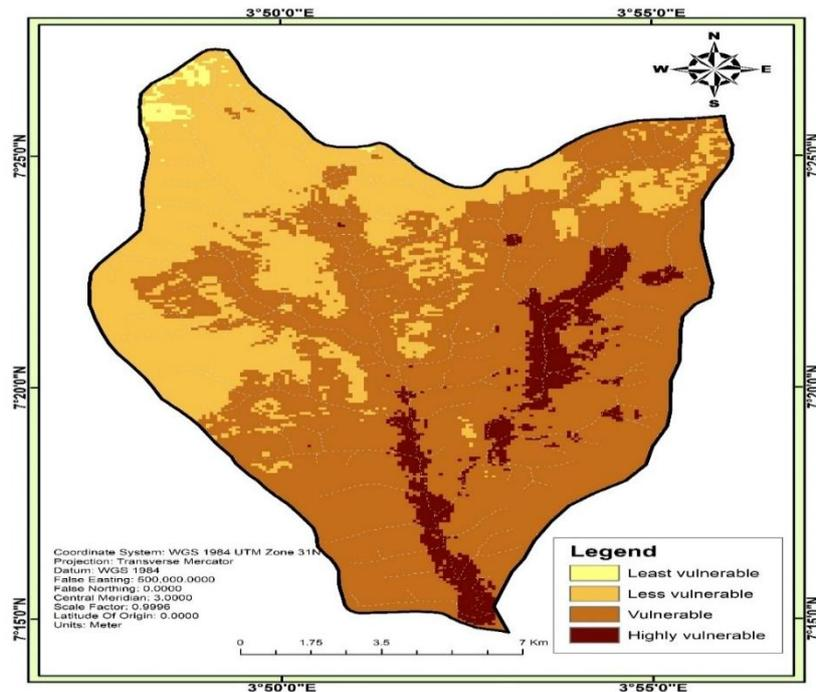 3°50'0"E 3°55'0"E
N
W E
S
7°25'0"N 7°25'0"N
7°20'0"N 7°20'0"N
Coordinate System: WGS 1984 UTM Zone 31N
Projection: Transverse Mercator
Datum: WGS 1984
False Easting: 500,000.0000
False Northing: 0.0000
Central Meridian: 3.0000
Scale Factor: 0.9996
Latitude Of Origin: 0.0000
Units: Meter
7°15'0"N 7°15'0"N
Legend
Least vulnerable
Less vulnerable
Vulnerable
Highly vulnerable
0 1.75 3.5 7 Km
3°50'0"E 3°55'0"E